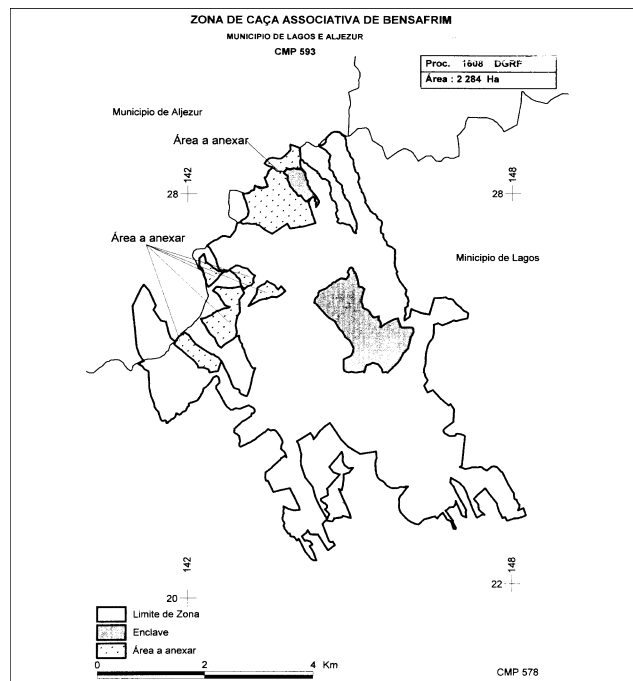 ZONA DE CAÇA ASSOCIATIVA DE BENSAFRIM
MUNICIPIO DE LAGOS E ALJEZUR
CMP 593
Proc. 1608 DGRF
Área : 2 284 Ha
Municipio de Aljezur
Área a anexar
142
28
148
28
Área a anexar
Minicipio de Lagos
142
20
148
22
Limite de Zona
Enclave
Área a anexar
0 2 4 Km
CMP 578